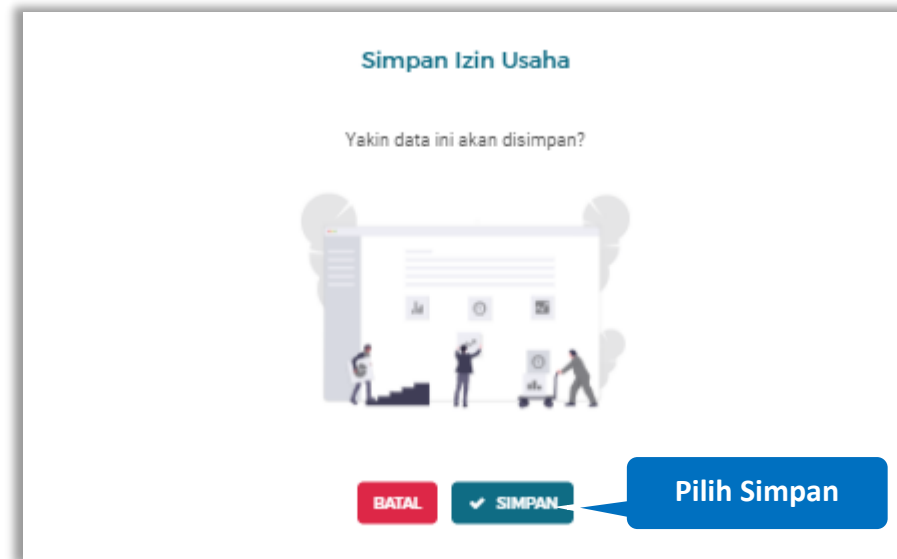 Simpan Izin Usaha
Yakin data ini akan disimpan?
BATAL
SIMPAN
Pilih Simpan